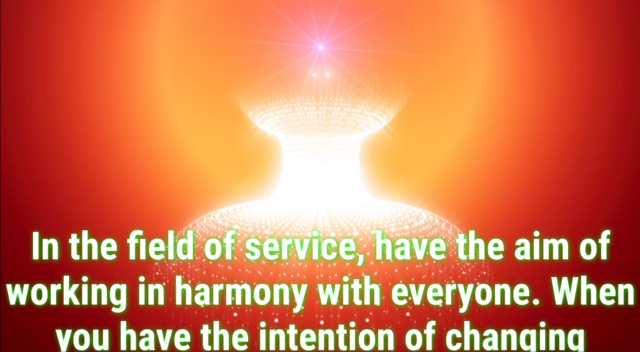 In the field of service, have the aim of
working in harmony with everyone. When
you have the intention of changing